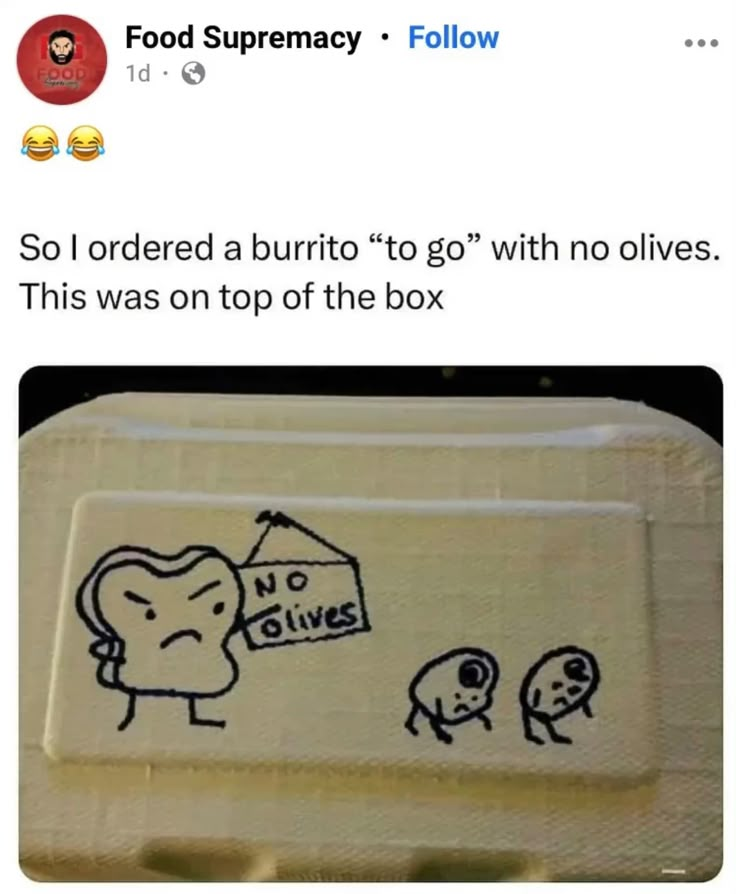 Food Supremacy · Follow
1d ·
FOOD
😂😂
So I ordered a burrito “to go” with no olives.
This was on top of the box
NO
olives